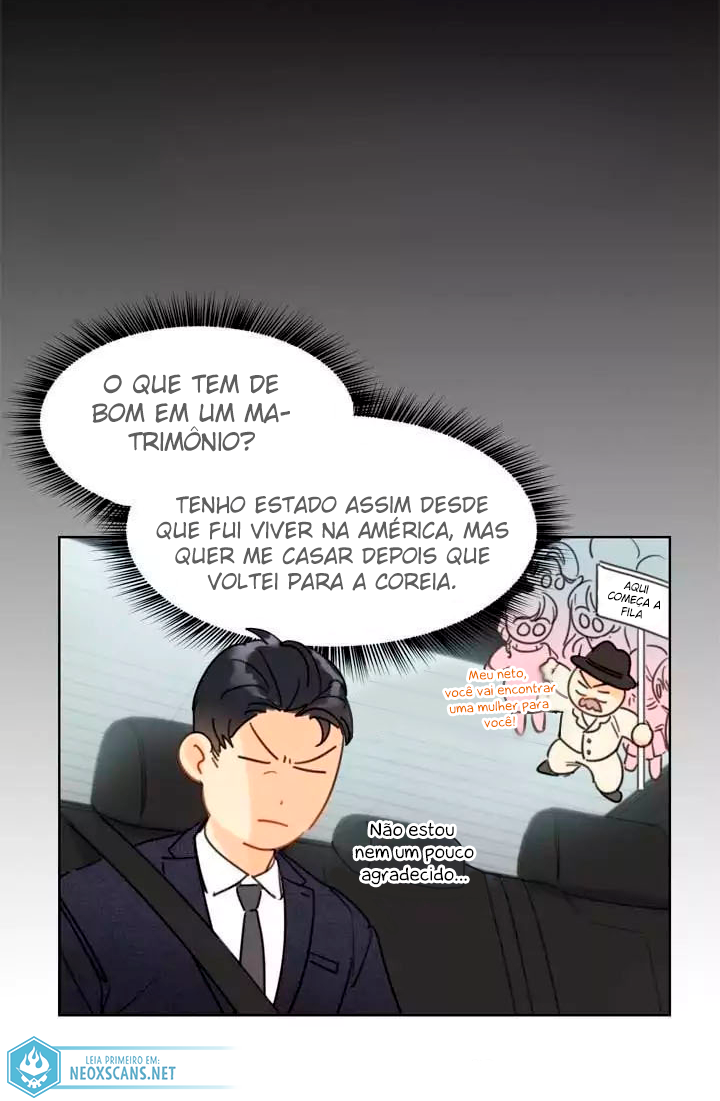 O QUE TEM DE
BOM EM UM MA-
TRIMÔNIO?
TENHO ESTADO ASSIM DESDE
QUE FUI VIVER NA AMÉRICA, MAS
QUER ME CASAR DEPOIS QUE
VOLTEI PARA A COREIA.
AQUI
COMEÇA A
FILA
Meu neto,
você vai encontrar
uma mulher para
você!
Não estou
nem um pouco
agradecido...
LEIA PRIMEIRO EM:
NEOXSCANS.NET